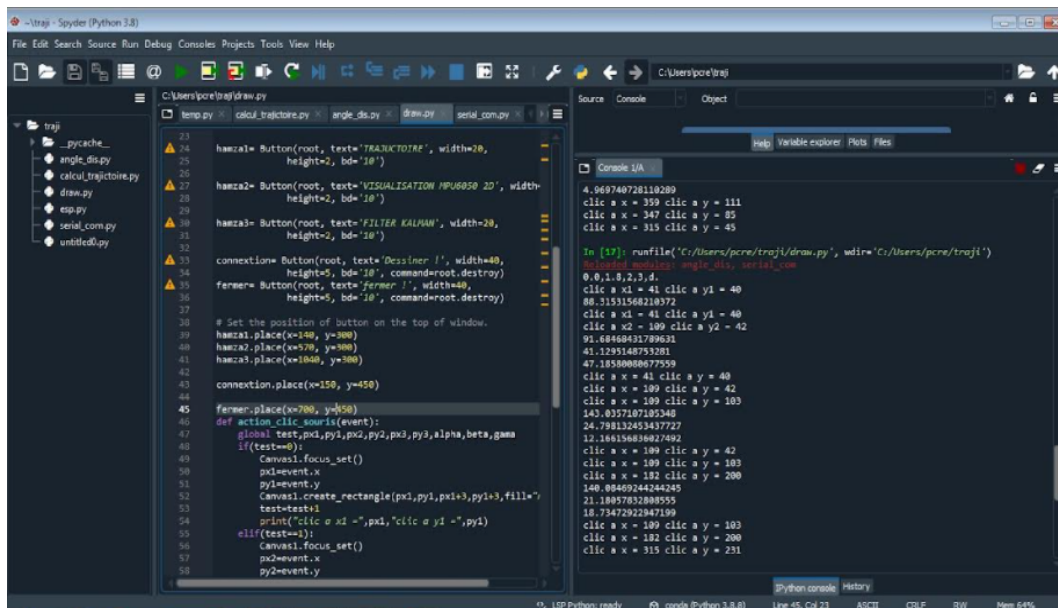 ~\traji - Spyder (Python 3.8)
File Edit Search Source Run Debug Consoles Projects Tools View Help
C:\Users\pcre\traji
C:\Users\pcre\traji\draw.py
temp.py calcul_trajictoire.py angle_dis.py draw.py serial_com.py
traji
__pycache__
angle_dis.py
calcul_trajictoire.py
draw.py
esp.py
serial_com.py
untitled0.py
23
24 hamza1= Button(root, text='TRAJUCTOIRE', width=20,
25 height=2, bd='10')
26
27 hamza2= Button(root, text='VISUALISATION MPU6050 2D', width=
28 height=2, bd='10')
29
30 hamza3= Button(root, text='FILTER KALMAN', width=20,
31 height=2, bd='10')
32
33 connextion= Button(root, text='Dessiner !', width=40,
34 height=5, bd='10', command=root.destroy)
35 fermer= Button(root, text='fermer !', width=40,
36 height=5, bd='10', command=root.destroy)
37
38 # Set the position of button on the top of window.
39 hamza1.place(x=140, y=300)
40 hamza2.place(x=570, y=300)
41 hamza3.place(x=1040, y=300)
42
43 connextion.place(x=150, y=450)
44
45 fermer.place(x=700, y=450)
46 def action_clic_souris(event):
47 global test,px1,py1,px2,py2,px3,py3,alpha,beta,gama
48 if(test==0):
49 Canvas1.focus_set()
50 px1=event.x
51 py1=event.y
52 Canvas1.create_rectangle(px1,py1,px1+3,py1+3,fill="
53 test=test+1
54 print("clic a x1 =",px1,"clic a y1 =",py1)
55 elif(test==1):
56 Canvas1.focus_set()
57 px2=event.x
58 py2=event.y
Source Console Object
Help Variable explorer Plots Files
Console 1/A
4.969740728110289
clic a x = 359 clic a y = 111
clic a x = 347 clic a y = 85
clic a x = 315 clic a y = 45
In [17]: runfile('C:/Users/pcre/traji/draw.py', wdir='C:/Users/pcre/traji')
Reloaded modules: angle_dis, serial_com
0.0,1.8,2,3,d.
clic a x1 = 41 clic a y1 = 40
88.31531568210372
clic a x1 = 41 clic a y1 = 40
clic a x2 = 109 clic a y2 = 42
91.68468431789631
41.1295148753281
47.18580080677559
clic a x = 41 clic a y = 40
clic a x = 109 clic a y = 42
clic a x = 109 clic a y = 103
143.0357107105348
24.798132453437727
12.166156836027492
clic a x = 109 clic a y = 42
clic a x = 109 clic a y = 103
clic a x = 182 clic a y = 200
140.08469244244245
21.18057832808555
18.73472922947199
clic a x = 109 clic a y = 103
clic a x = 182 clic a y = 200
clic a x = 315 clic a y = 231
IPython console History
LSP Python: ready conda (Python 3.8.8) Line 45, Col 23 ASCII CRLF RW Mem 64%